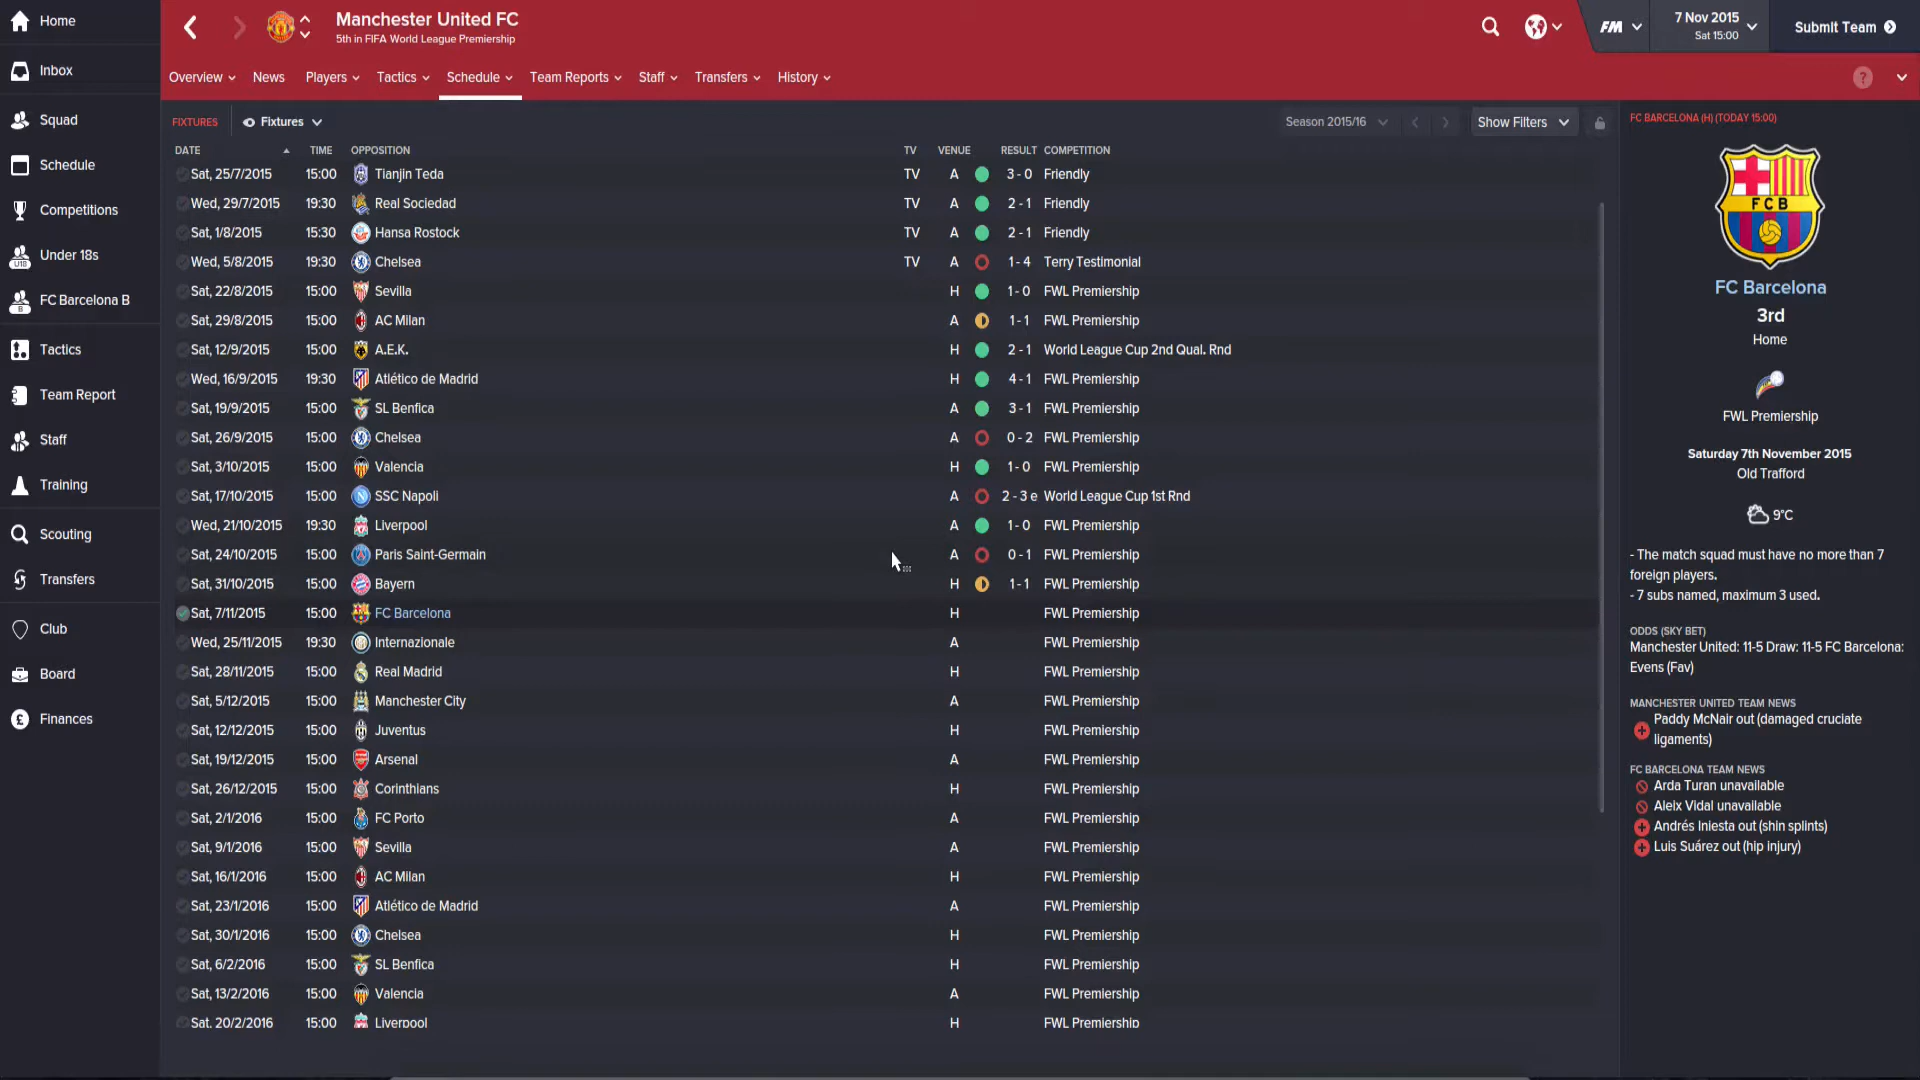 Home
Inbox
Squad
Schedule
Competitions
Under 18s
U18
FC Barcelona B
B
Tactics
Team Report
Staff
Training
Scouting
Transfers
Club
Board
Finances
Manchester United FC
5th in FIFA World League Premiership
FM
7 Nov 2015
Sat 15:00
Submit Team
Overview News Players Tactics Schedule Team Reports Staff Transfers History
?
FIXTURES Fixtures Season 2015/16 Show Filters
DATE TIME OPPOSITION TV VENUE RESULT COMPETITION
Sat, 25/7/2015 15:00 Tianjin Teda TV A 3 - 0 Friendly
Wed, 29/7/2015 19:30 Real Sociedad TV A 2 - 1 Friendly
Sat, 1/8/2015 15:30 Hansa Rostock TV A 2 - 1 Friendly
Wed, 5/8/2015 19:30 Chelsea TV A 1 - 4 Terry Testimonial
Sat, 22/8/2015 15:00 Sevilla H 1 - 0 FWL Premiership
Sat, 29/8/2015 15:00 AC Milan A 1 - 1 FWL Premiership
Sat, 12/9/2015 15:00 A.E.K. H 2 - 1 World League Cup 2nd Qual. Rnd
Wed, 16/9/2015 19:30 Atlético de Madrid H 4 - 1 FWL Premiership
Sat, 19/9/2015 15:00 SL Benfica A 3 - 1 FWL Premiership
Sat, 26/9/2015 15:00 Chelsea A 0 - 2 FWL Premiership
Sat, 3/10/2015 15:00 Valencia H 1 - 0 FWL Premiership
Sat, 17/10/2015 15:00 SSC Napoli A 2 - 3 e World League Cup 1st Rnd
Wed, 21/10/2015 19:30 Liverpool A 1 - 0 FWL Premiership
Sat, 24/10/2015 15:00 Paris Saint-Germain A 0 - 1 FWL Premiership
Sat, 31/10/2015 15:00 Bayern H 1 - 1 FWL Premiership
Sat, 7/11/2015 15:00 FC Barcelona H FWL Premiership
Wed, 25/11/2015 19:30 Internazionale A FWL Premiership
Sat, 28/11/2015 15:00 Real Madrid H FWL Premiership
Sat, 5/12/2015 15:00 Manchester City A FWL Premiership
Sat, 12/12/2015 15:00 Juventus H FWL Premiership
Sat, 19/12/2015 15:00 Arsenal A FWL Premiership
Sat, 26/12/2015 15:00 Corinthians H FWL Premiership
Sat, 2/1/2016 15:00 FC Porto A FWL Premiership
Sat, 9/1/2016 15:00 Sevilla A FWL Premiership
Sat, 16/1/2016 15:00 AC Milan H FWL Premiership
Sat, 23/1/2016 15:00 Atlético de Madrid A FWL Premiership
Sat, 30/1/2016 15:00 Chelsea H FWL Premiership
Sat, 6/2/2016 15:00 SL Benfica H FWL Premiership
Sat, 13/2/2016 15:00 Valencia A FWL Premiership
Sat, 20/2/2016 15:00 Liverpool H FWL Premiership
FC BARCELONA (H) (TODAY 15:00)
FCB
FC Barcelona
3rd
Home
FWL Premiership
Saturday 7th November 2015
Old Trafford
9°C
- The match squad must have no more than 7
foreign players.
- 7 subs named, maximum 3 used.
ODDS (SKY BET)
Manchester United: 11-5 Draw: 11-5 FC Barcelona:
Evens (Fav)
MANCHESTER UNITED TEAM NEWS
Paddy McNair out (damaged cruciate
ligaments)
FC BARCELONA TEAM NEWS
Arda Turan unavailable
Aleix Vidal unavailable
Andrés Iniesta out (shin splints)
Luis Suárez out (hip injury)